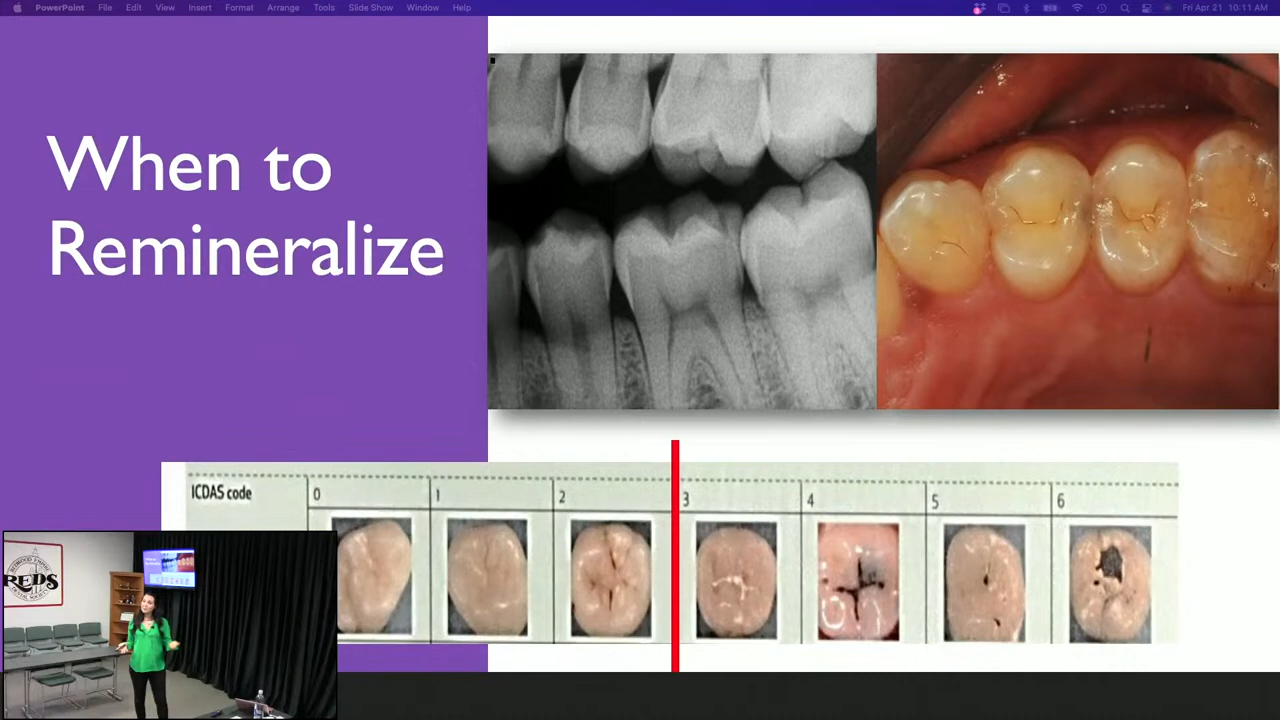 PowerPoint File Edit View Insert Format Arrange Tools Slide Show Window Help
Fri Apr 21 10:11 AM
When to
Remineralize
ICDAS code 0 1 2 3 4 5 6
REDS